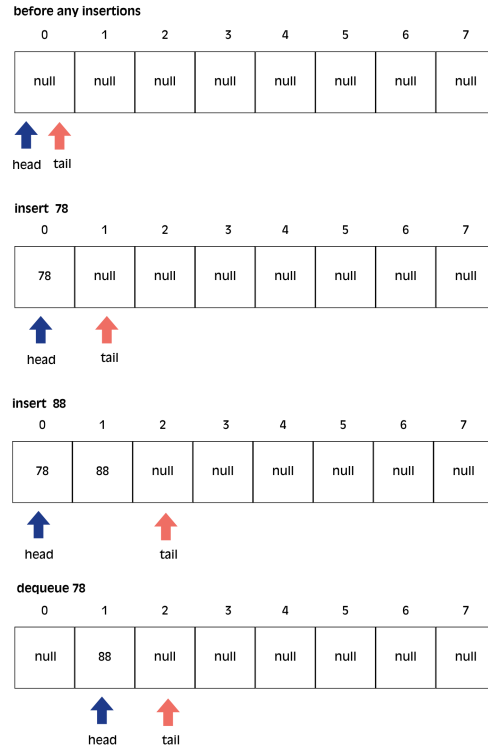 before any insertions
0 1 2 3 4 5 6 7
null null null null null null null null
head tail
insert 78
0 1 2 3 4 5 6 7
78 null null null null null null null
head tail
insert 88
0 1 2 3 4 5 6 7
78 88 null null null null null null
head tail
dequeue 78
0 1 2 3 4 5 6 7
null 88 null null null null null null
head tail